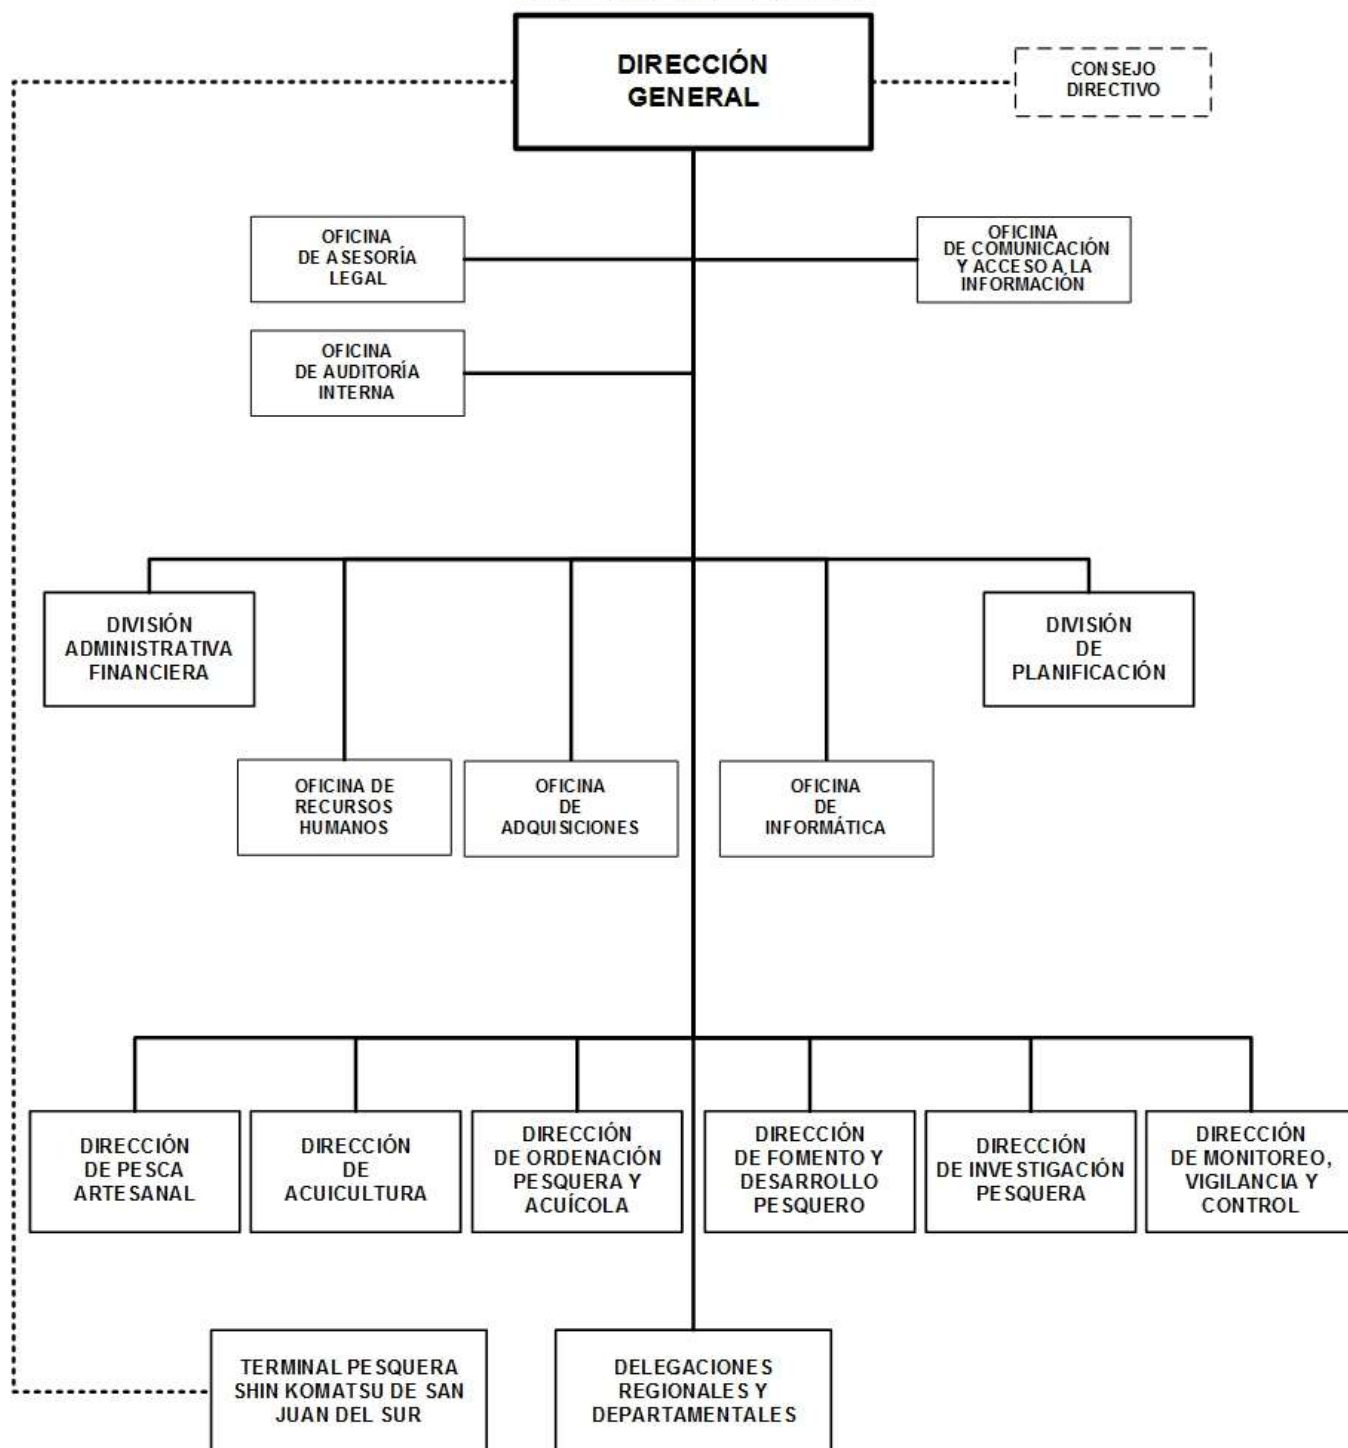 DIRECCIÓN
GENERAL
CONSEJO
DIRECTIVO
OFICINA
DE ASESORÍA
LEGAL
OFICINA
DE COMUNICACIÓN
Y ACCESO A LA
INFORMACIÓN
OFICINA
DE AUDITORÍA
INTERNA
DIVISIÓN
ADMINISTRATIVA
FINANCIERA
DIVISIÓN
DE
PLANIFICACIÓN
OFICINA DE
RECURSOS
HUMANOS
OFICINA
DE
ADQUISICIONES
OFICINA
DE
INFORMÁTICA
DIRECCIÓN
DE PESCA
ARTESANAL
DIRECCIÓN
DE
ACUICULTURA
DIRECCIÓN
DE ORDENACIÓN
PESQUERA Y
ACUÍCOLA
DIRECCIÓN
DE FOMENTO Y
DESARROLLO
PESQUERO
DIRECCIÓN
DE INVESTIGACIÓN
PESQUERA
DIRECCIÓN
DE MONITOREO,
VIGILANCIA Y
CONTROL
TERMINAL PESQUERA
SHIN KOMATSU DE SAN
JUAN DEL SUR
DELEGACIONES
REGIONALES Y
DEPARTAMENTALES